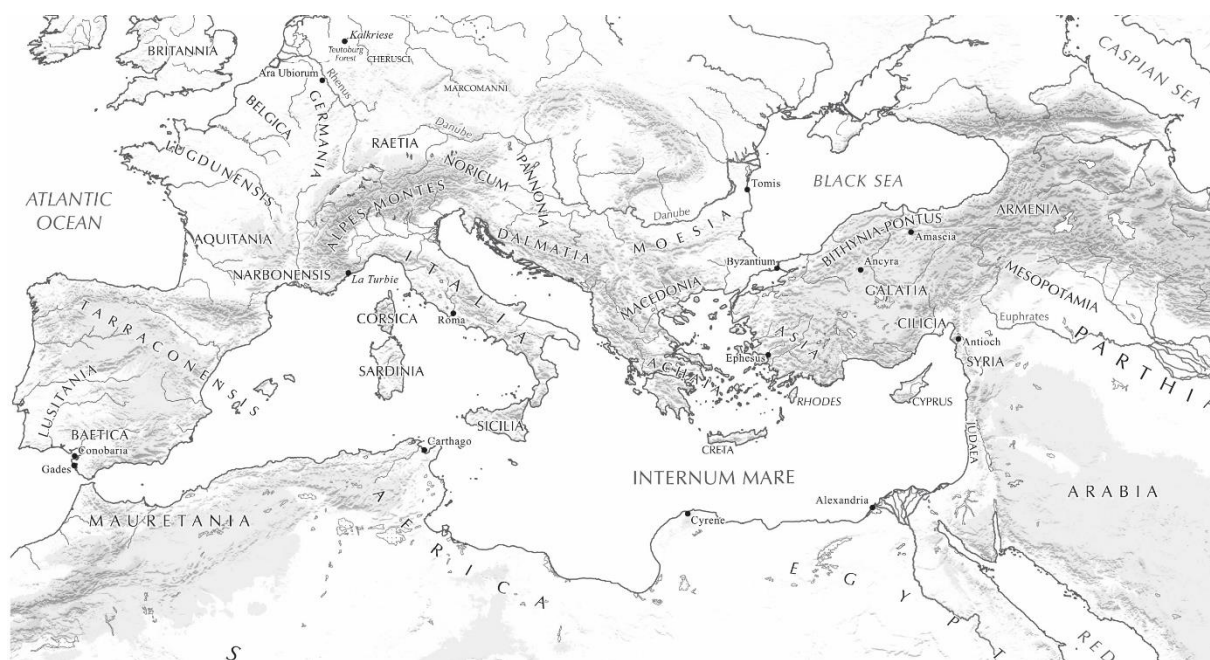 BRITANNIA
Kalkriese
Teutoburg
Forest
CHERUSCI
Ara Ubiorum
Rhenus
MARCOMANNI
BELGICA
GERMANIA
LUGDUNENSIS
RAETIA
Danube
NORICUM
PANNONIA
ALPES MONTES
ATLANTIC
OCEAN
AQUITANIA
NARBONENSIS
La Turbie
ITALIA
DALMATIA
MOESIA
Danube
Tomis
BLACK SEA
CASPIAN SEA
ARMENIA
BITHYNIA-PONTUS
Amaseia
Byzantium
Ancyra
GALATIA
MACEDONIA
MESOPOTAMIA
Euphrates
PARTHIA
TARRACONENSIS
CORSICA
Roma
SARDINIA
ASIA
Ephesus
ACHAIA
CILICIA
Antioch
SYRIA
RHODES
CYPRUS
LUSITANIA
BAETICA
Conobaria
Gades
SICILIA
Carthago
CRETA
IUDAEA
INTERNUM MARE
MAURETANIA
AFRICA
Cyrene
Alexandria
ARABIA
EGYPT
RED
S